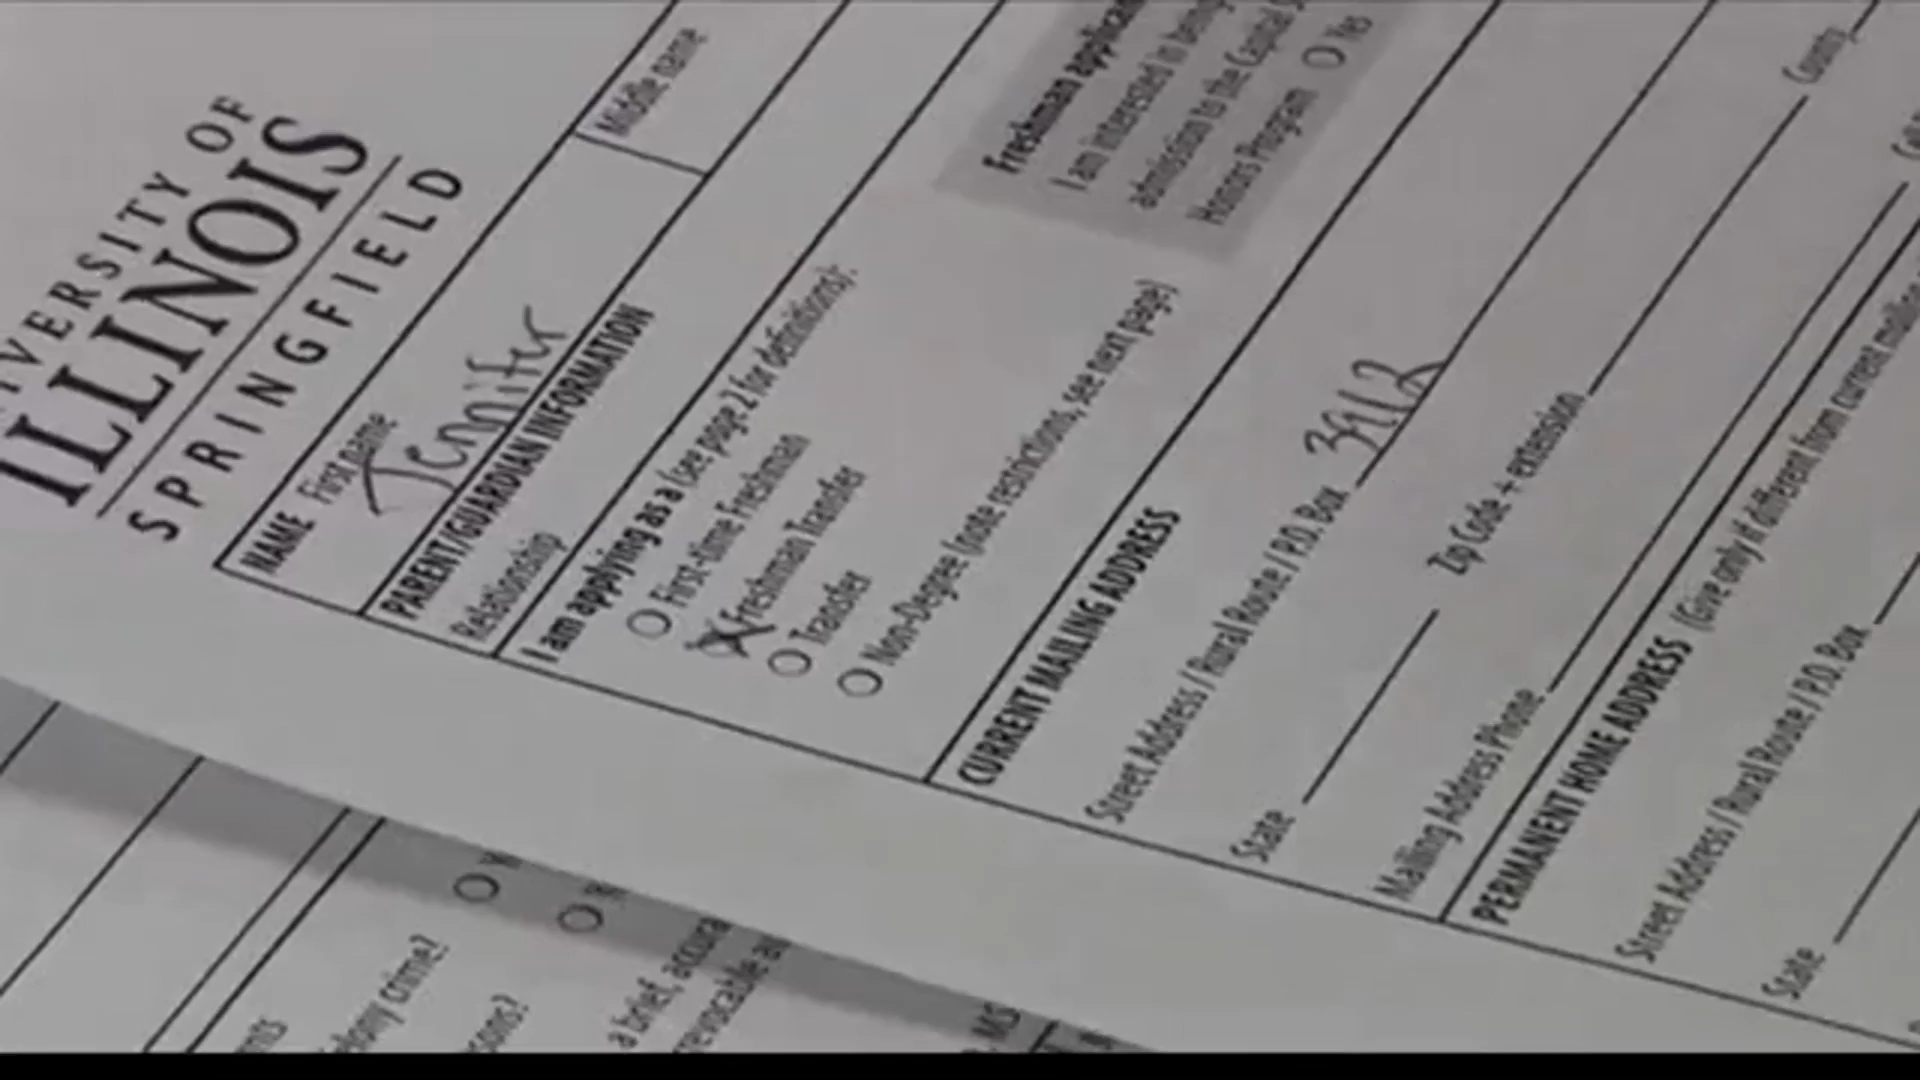 UNIVERSITY OF
ILLINOIS
SPRINGFIELD
NAME First name
Middle name
Jennifer
PARENT/GUARDIAN INFORMATION
Relationship
I am applying as a (see page 2 for definitions):
First-time Freshman
Freshman Transfer
Transfer
Non-Degree (note restrictions, see next page)
Freshman applican
I am interested in being
admission to the Capital S
Honors Program O Yes
CURRENT MAILING ADDRESS
Street Address / Rural Route / P.O. Box
State
Zip Code + extension
County
Mailing Address Phone
PERMANENT HOME ADDRESS (Give only if different from current mailing
Street Address / Rural Route / P.O. Box
State
felony crime?
a brief, accura